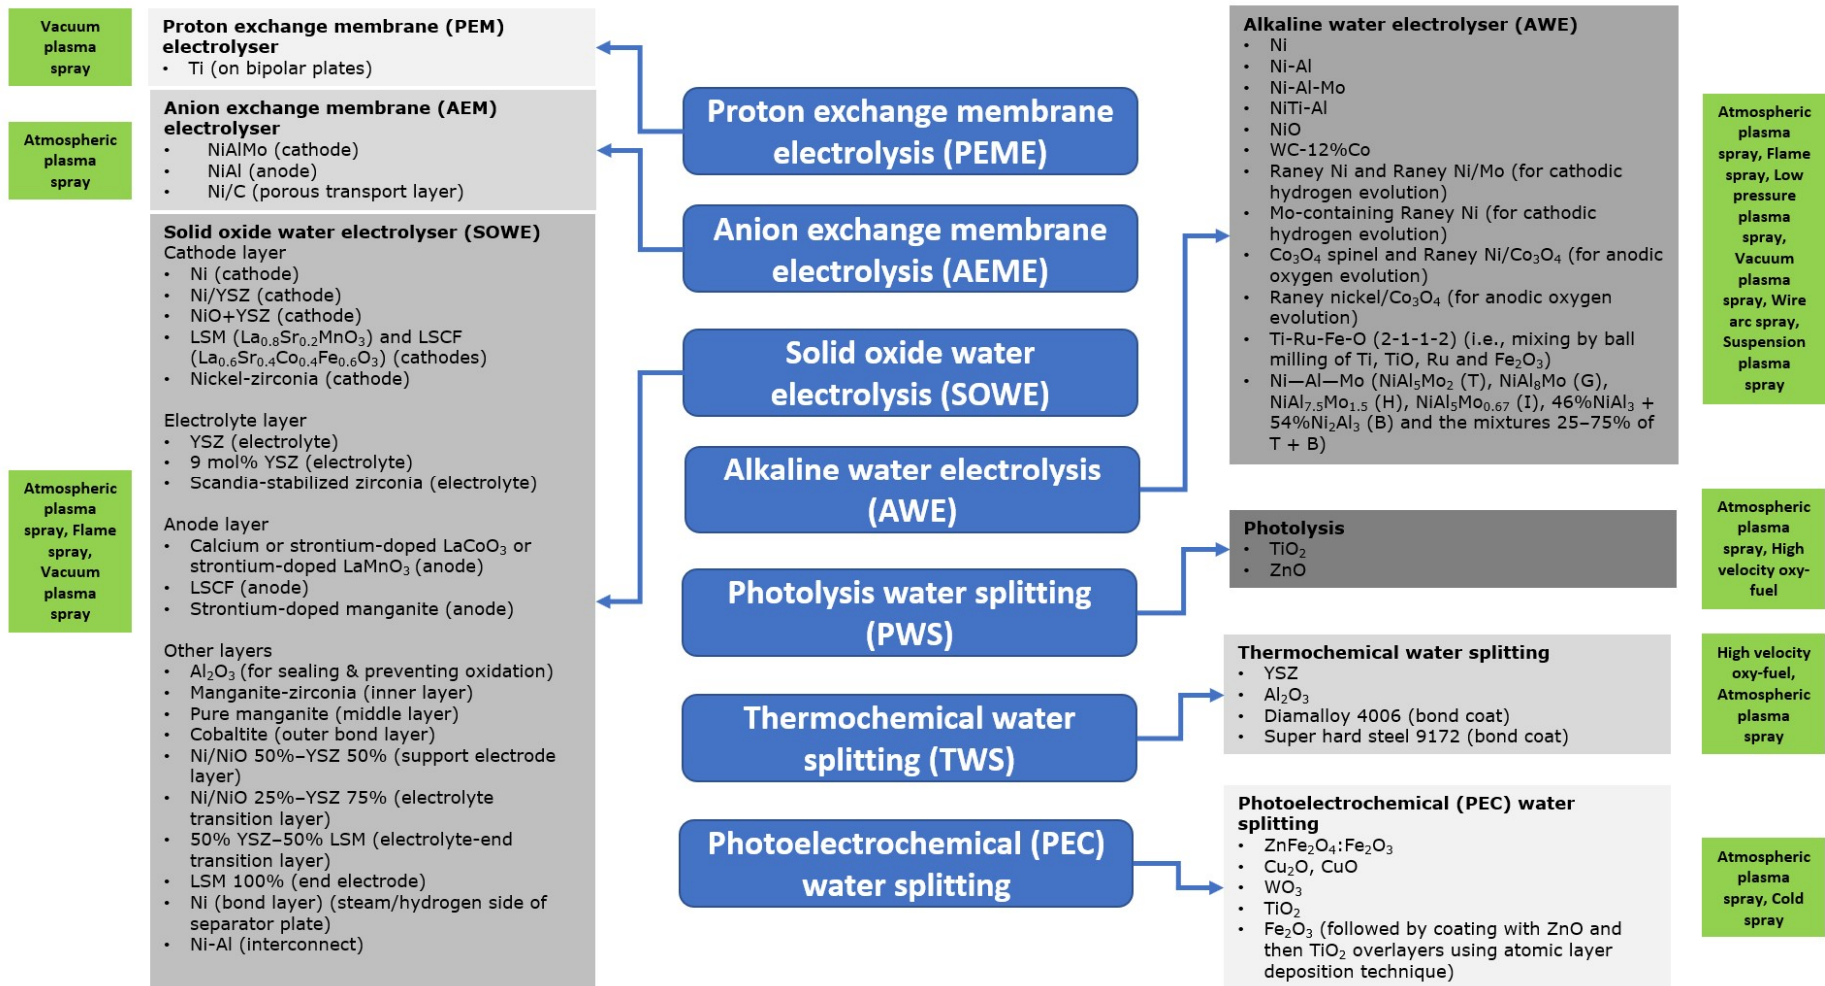 Vacuum
plasma
spray
Proton exchange membrane (PEM)
electrolyser
• Ti (on bipolar plates)
Atmospheric
plasma
spray
Anion exchange membrane (AEM)
electrolyser
• NiAlMo (cathode)
• NiAl (anode)
• Ni/C (porous transport layer)
Atmospheric
plasma
spray, Flame
spray,
Vacuum
plasma
spray
Solid oxide water electrolyser (SOWE)
Cathode layer
• Ni (cathode)
• Ni/YSZ (cathode)
• NiO+YSZ (cathode)
• LSM (La₀.₈Sr₀.₂MnO₃) and LSCF
(La₀.₆Sr₀.₄Co₀.₄Fe₀.₆O₃) (cathodes)
• Nickel-zirconia (cathode)
Electrolyte layer
• YSZ (electrolyte)
• 9 mol% YSZ (electrolyte)
• Scandia-stabilized zirconia (electrolyte)
Anode layer
• Calcium or strontium-doped LaCoO₃ or
strontium-doped LaMnO₃ (anode)
• LSCF (anode)
• Strontium-doped manganite (anode)
Other layers
• Al₂O₃ (for sealing & preventing oxidation)
• Manganite-zirconia (inner layer)
• Pure manganite (middle layer)
• Cobaltite (outer bond layer)
• Ni/NiO 50%–YSZ 50% (support electrode
layer)
• Ni/NiO 25%–YSZ 75% (electrolyte
transition layer)
• 50% YSZ–50% LSM (electrolyte-end
transition layer)
• LSM 100% (end electrode)
• Ni (bond layer) (steam/hydrogen side of
separator plate)
• Ni-Al (interconnect)
Proton exchange membrane
electrolysis (PEME)
Anion exchange membrane
electrolysis (AEME)
Solid oxide water
electrolysis (SOWE)
Alkaline water electrolysis
(AWE)
Photolysis water splitting
(PWS)
Thermochemical water
splitting (TWS)
Photoelectrochemical (PEC)
water splitting
Alkaline water electrolyser (AWE)
• Ni
• Ni-Al
• Ni-Al-Mo
• NiTi-Al
• NiO
• WC-12%Co
• Raney Ni and Raney Ni/Mo (for cathodic
hydrogen evolution)
• Mo-containing Raney Ni (for cathodic
hydrogen evolution)
• Co₃O₄ spinel and Raney Ni/Co₃O₄ (for anodic
oxygen evolution)
• Raney nickel/Co₃O₄ (for anodic oxygen
evolution)
• Ti-Ru-Fe-O (2-1-1-2) (i.e., mixing by ball
milling of Ti, TiO, Ru and Fe₂O₃)
• Ni—Al—Mo (NiAl₅Mo₂ (T), NiAl₈Mo (G),
NiAl₇.₅Mo₁.₅ (H), NiAl₅Mo₀.₆₇ (I), 46%NiAl₃ +
54%Ni₂Al₃ (B) and the mixtures 25–75% of
T + B)
Atmospheric
plasma
spray, Flame
spray, Low
pressure
plasma
spray,
Vacuum
plasma
spray, Wire
arc spray,
Suspension
plasma
spray
Photolysis
• TiO₂
• ZnO
Atmospheric
plasma
spray, High
velocity oxy-
fuel
Thermochemical water splitting
• YSZ
• Al₂O₃
• Diamalloy 4006 (bond coat)
• Super hard steel 9172 (bond coat)
High velocity
oxy-fuel,
Atmospheric
plasma
spray
Photoelectrochemical (PEC) water
splitting
• ZnFe₂O₄:Fe₂O₃
• Cu₂O, CuO
• WO₃
• TiO₂
• Fe₂O₃ (followed by coating with ZnO and
then TiO₂ overlayers using atomic layer
deposition technique)
Atmospheric
plasma
spray, Cold
spray